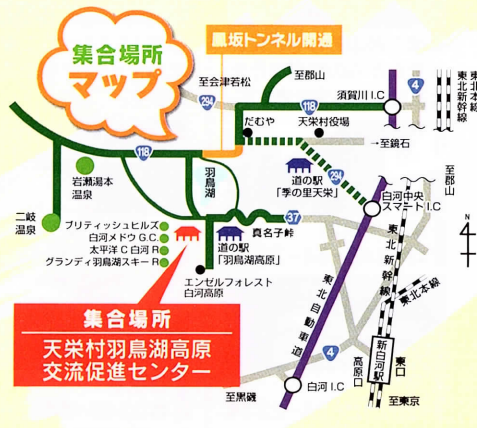 集合場所
マップ
鳳坂トンネル開通
至会津若松
至郡山
須賀川I.C
4
東北本線
東北新幹線
294
118
118
だむや
天栄村役場
→至鏡石
羽鳥湖
道の駅
「季の里天栄」
294
至郡山
岩瀬湯本
温泉
二岐
温泉
ブリティッシュヒルズ
白河メドウG.C.
太平洋C白河R
グランディ羽鳥湖スキーR
道の駅
「羽鳥湖高原」
真名子峠
37
白河中央
スマートI.C
N
4
エンゼルフォレスト
白河高原
東北新幹線
東北本線
東北自動車道
集合場所
天栄村羽鳥湖高原
交流促進センター
4
新白河駅
東口
高原口
白河I.C
至黒磯
至東京